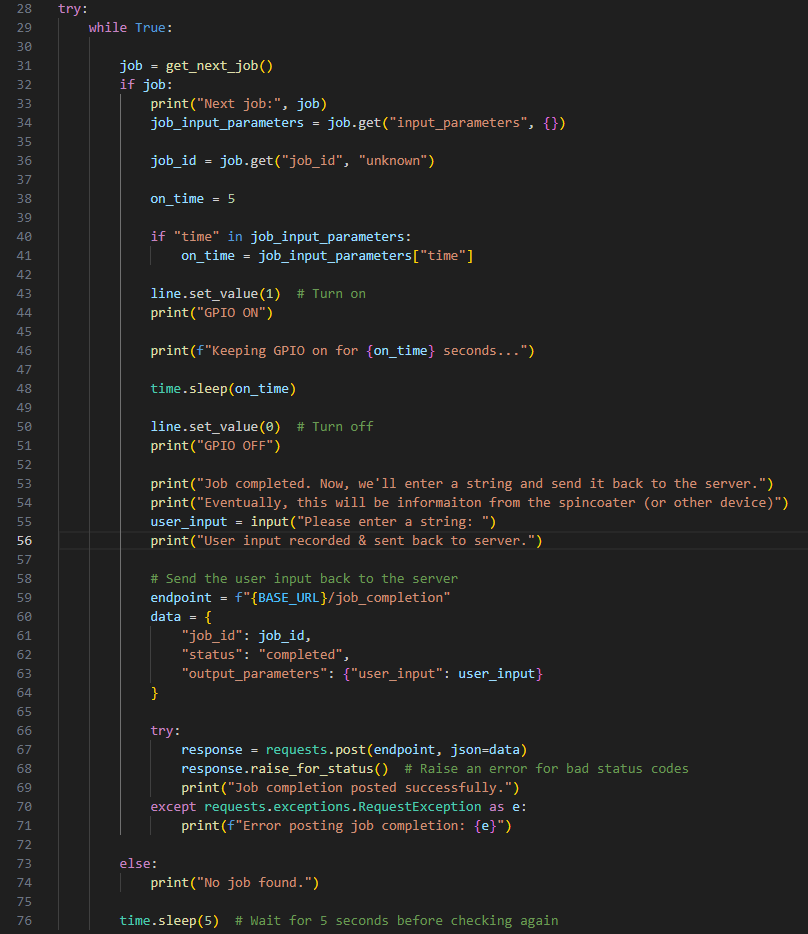 28 try:
29     while True:
30
31         job = get_next_job()
32         if job:
33             print("Next job:", job)
34             job_input_parameters = job.get("input_parameters", {})
35
36             job_id = job.get("job_id", "unknown")
37
38             on_time = 5
39
40             if "time" in job_input_parameters:
41                 on_time = job_input_parameters["time"]
42
43             line.set_value(1)  # Turn on
44             print("GPIO ON")
45
46             print(f"Keeping GPIO on for {on_time} seconds...")
47
48             time.sleep(on_time)
49
50             line.set_value(0)  # Turn off
51             print("GPIO OFF")
52
53             print("Job completed. Now, we'll enter a string and send it back to the server.")
54             print("Eventually, this will be informaiton from the spincoater (or other device)")
55             user_input = input("Please enter a string: ")
56             print("User input recorded & sent back to server.")
57
58             # Send the user input back to the server
59             endpoint = f"{BASE_URL}/job_completion"
60             data = {
61                 "job_id": job_id,
62                 "status": "completed",
63                 "output_parameters": {"user_input": user_input}
64             }
65
66             try:
67                 response = requests.post(endpoint, json=data)
68                 response.raise_for_status()  # Raise an error for bad status codes
69                 print("Job completion posted successfully.")
70             except requests.exceptions.RequestException as e:
71                 print(f"Error posting job completion: {e}")
72
73         else:
74             print("No job found.")
75
76         time.sleep(5)  # Wait for 5 seconds before checking again